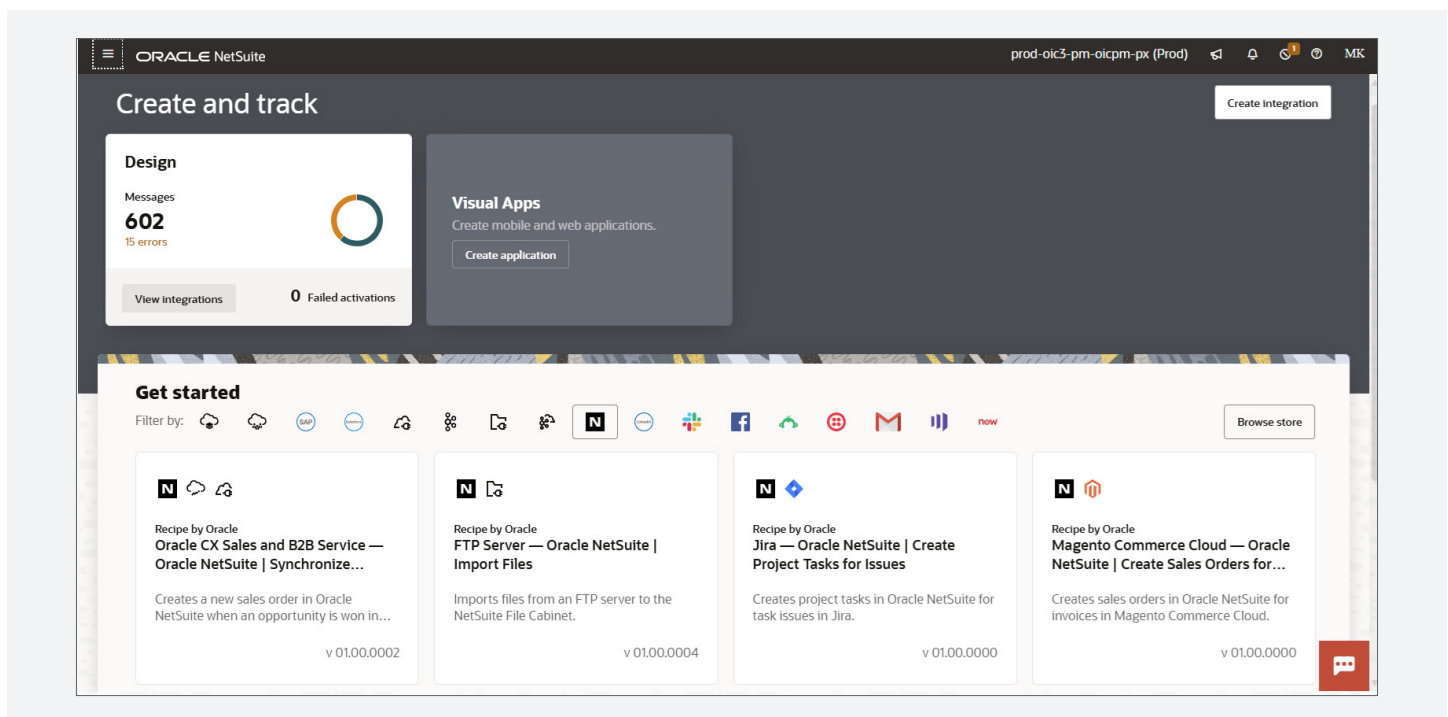 ORACLE NetSuite
prod-oic3-pm-oicpm-px (Prod)
1
MK
Create and track
Create integration
Design
Messages
602
15 errors
View integrations
0 Failed activations
Visual Apps
Create mobile and web applications.
Create application
Get started
Filter by:
SAP
N
now
Browse store
N
Recipe by Oracle
Oracle CX Sales and B2B Service —
Oracle NetSuite | Synchronize...
Creates a new sales order in Oracle
NetSuite when an opportunity is won in...
v 01.00.0002
N
Recipe by Oracle
FTP Server — Oracle NetSuite |
Import Files
Imports files from an FTP server to the
NetSuite File Cabinet.
v 01.00.0004
N
Recipe by Oracle
Jira — Oracle NetSuite | Create
Project Tasks for Issues
Creates project tasks in Oracle NetSuite for
task issues in Jira.
v 01.00.0000
N
Recipe by Oracle
Magento Commerce Cloud — Oracle
NetSuite | Create Sales Orders for...
Creates sales orders in Oracle NetSuite for
invoices in Magento Commerce Cloud.
v 01.00.0000